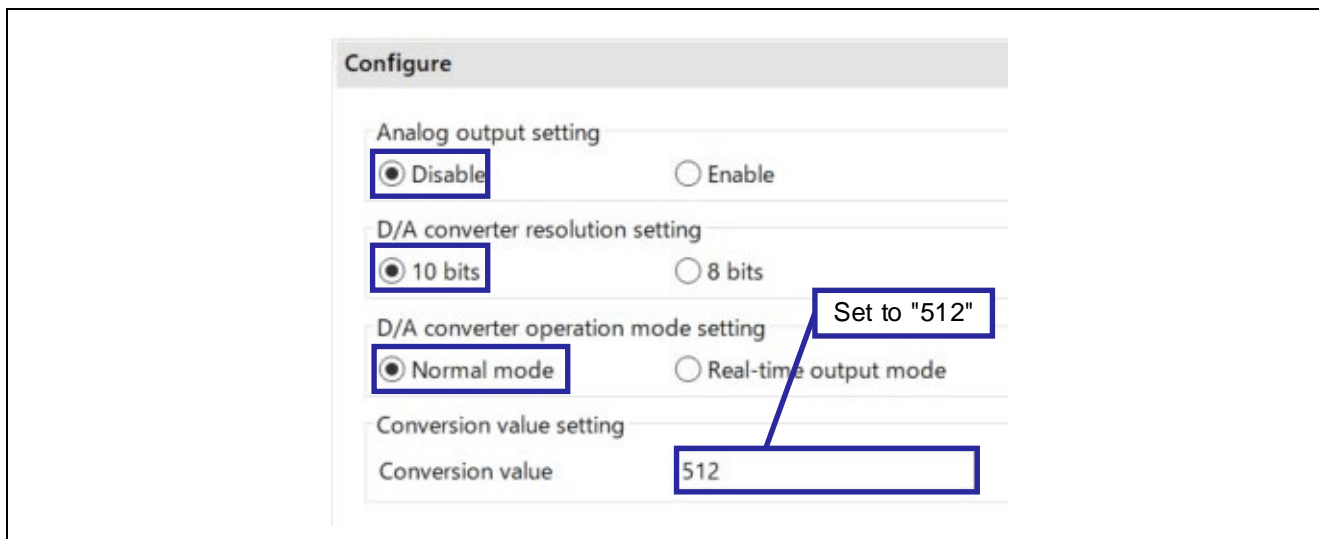 Configure
Analog output setting
Disable Enable
D/A converter resolution setting
10 bits 8 bits
Set to "512"
D/A converter operation mode setting
Normal mode Real-time output mode
Conversion value setting
Conversion value 512